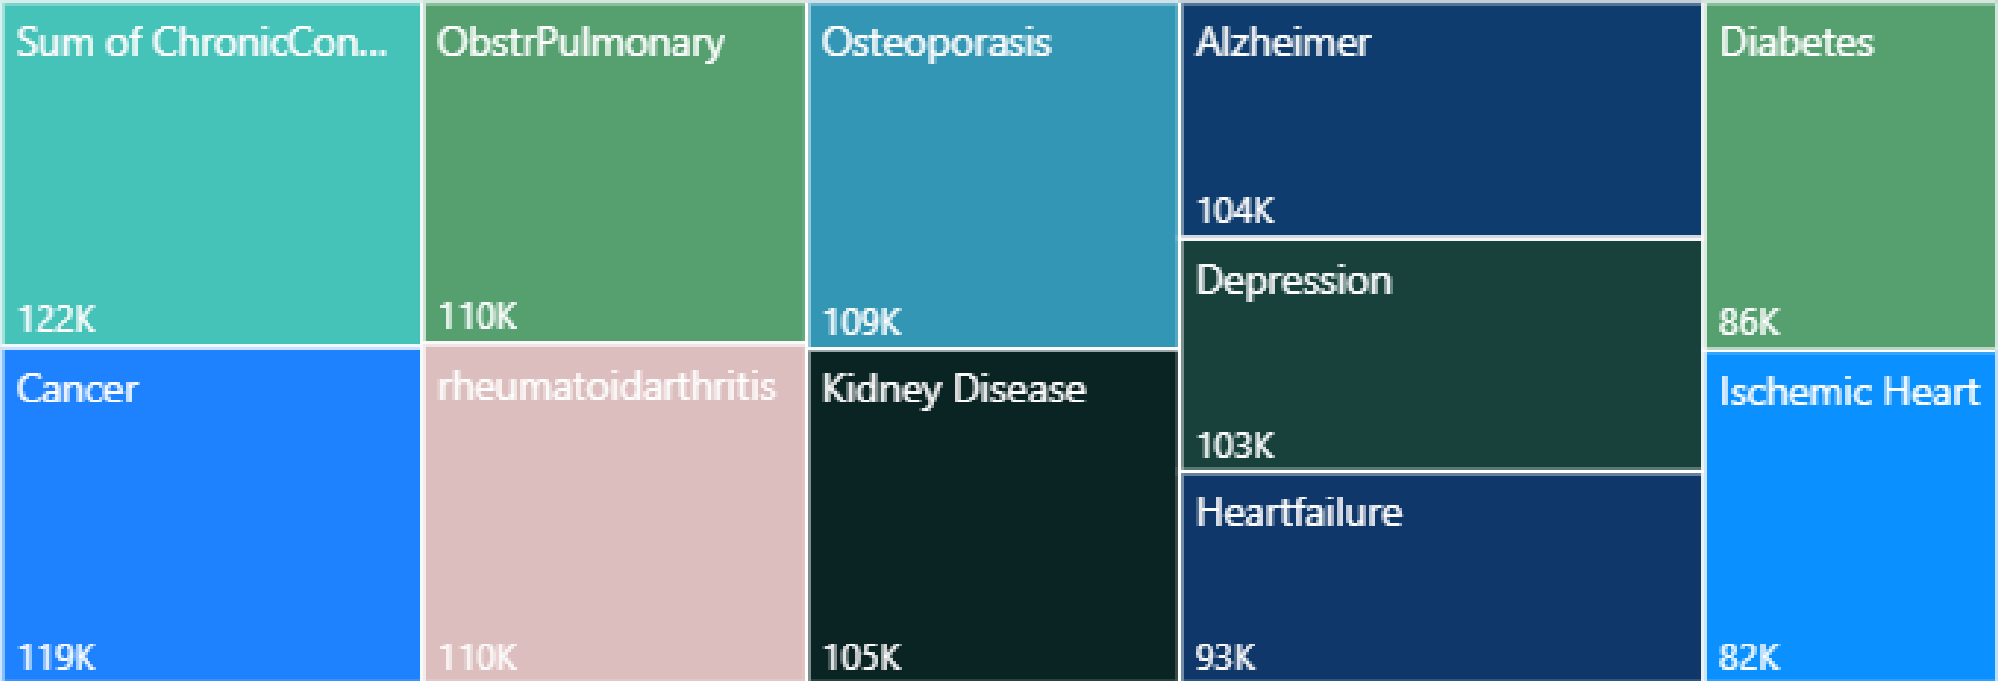 Sum of ChronicCon...
122K
Cancer
119K
ObstrPulmonary
110K
rheumatoidarthritis
110K
Osteoporasis
109K
Kidney Disease
105K
Alzheimer
104K
Depression
103K
Heartfailure
93K
Diabetes
86K
Ischemic Heart
82K